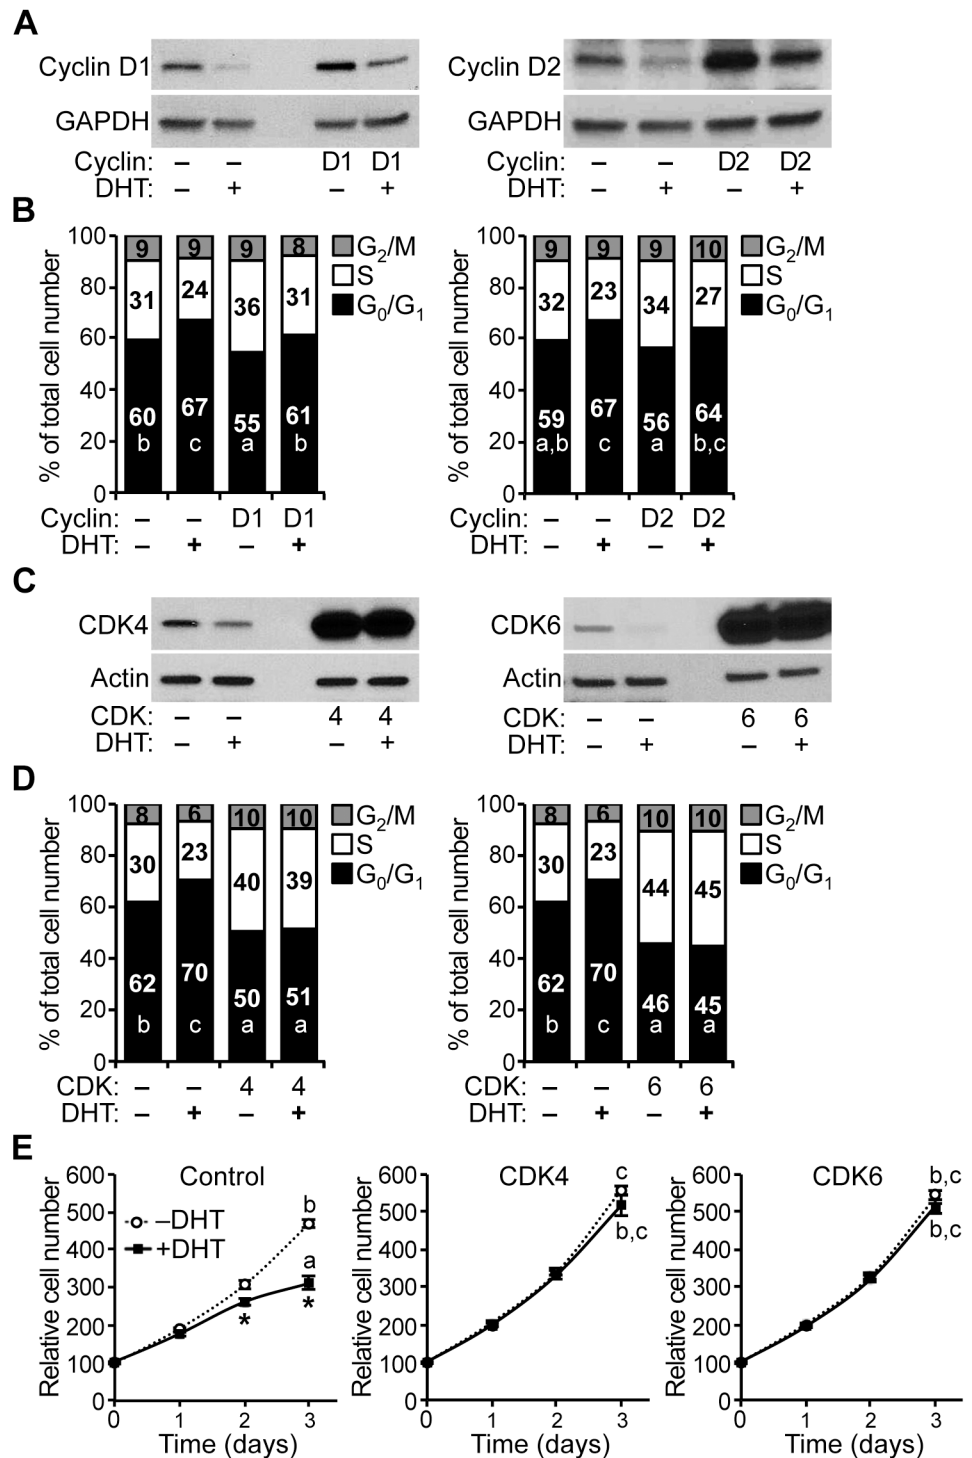 A
Cyclin D1
Cyclin D2
GAPDH
GAPDH
Cyclin: – – D1 D1
DHT: – + – +
Cyclin: – – D2 D2
DHT: – + – +
B
% of total cell number
100
80
60
40
20
0
9 9 9 8
31 24 36 31
60 67 55 61
b c a b
G2/M
S
G0/G1
Cyclin: – – D1 D1
DHT: – + – +
% of total cell number
100
80
60
40
20
0
9 9 9 10
32 23 34 27
59 67 56 64
a,b c a b,c
G2/M
S
G0/G1
Cyclin: – – D2 D2
DHT: – + – +
C
CDK4
CDK6
Actin
Actin
CDK: – – 4 4
DHT: – + – +
CDK: – – 6 6
DHT: – + – +
D
% of total cell number
100
80
60
40
20
0
8 6 10 10
30 23 40 39
62 70 50 51
b c a a
G2/M
S
G0/G1
CDK: – – 4 4
DHT: – + – +
% of total cell number
100
80
60
40
20
0
8 6 10 10
30 23 44 45
62 70 46 45
b c a a
G2/M
S
G0/G1
CDK: – – 6 6
DHT: – + – +
E
Control
Relative cell number
600
500
400
300
200
100
0
–DHT
+DHT
b
a
*
*
0 1 2 3
Time (days)
CDK4
Relative cell number
600
500
400
300
200
100
0
c
b,c
0 1 2 3
Time (days)
CDK6
Relative cell number
600
500
400
300
200
100
0
b,c
b,c
0 1 2 3
Time (days)